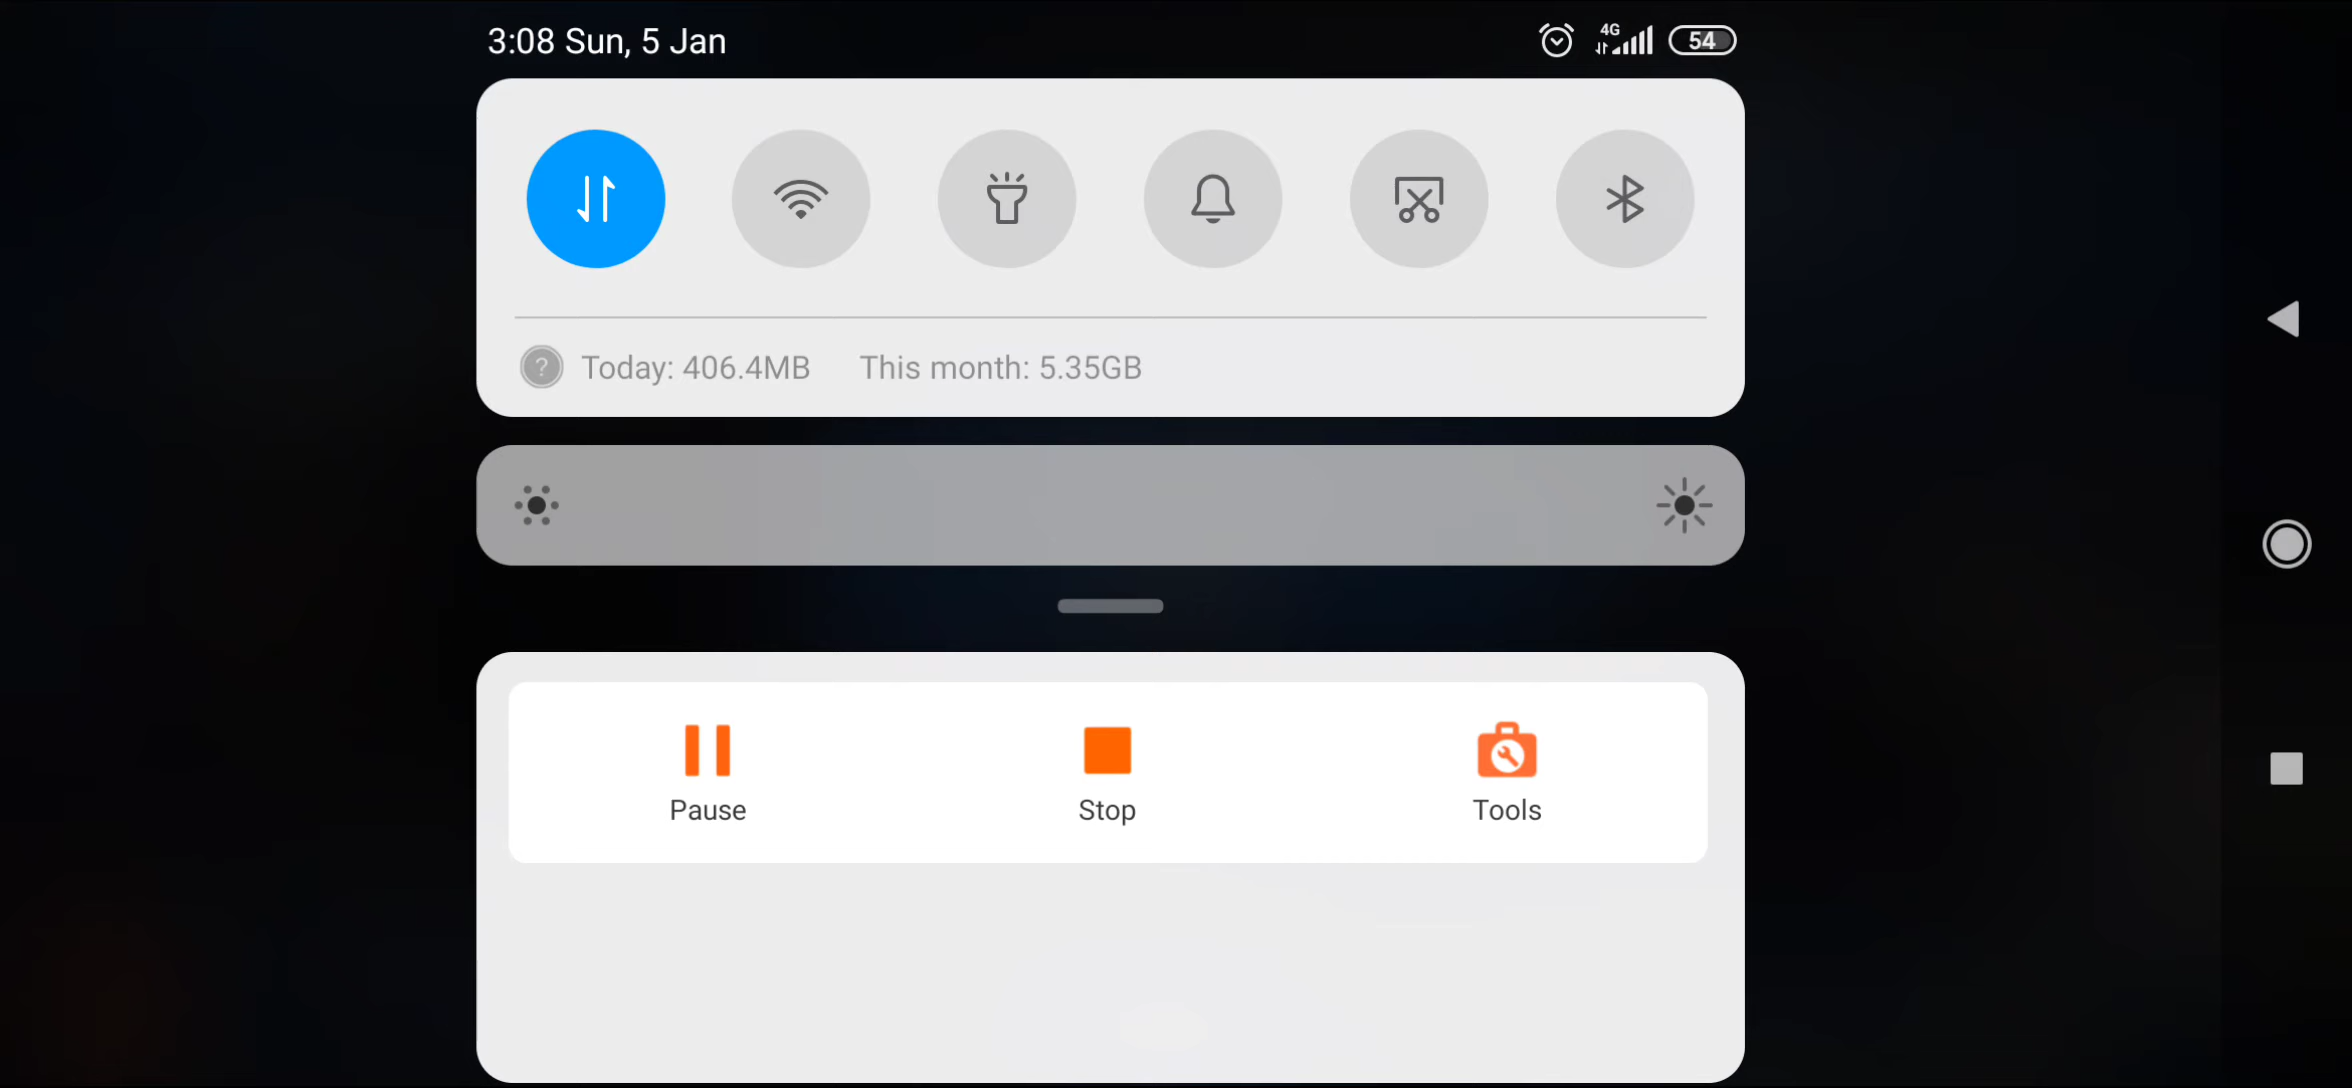 3:08 Sun, 5 Jan
4G
54
? Today: 406.4MB This month: 5.35GB
Pause Stop Tools